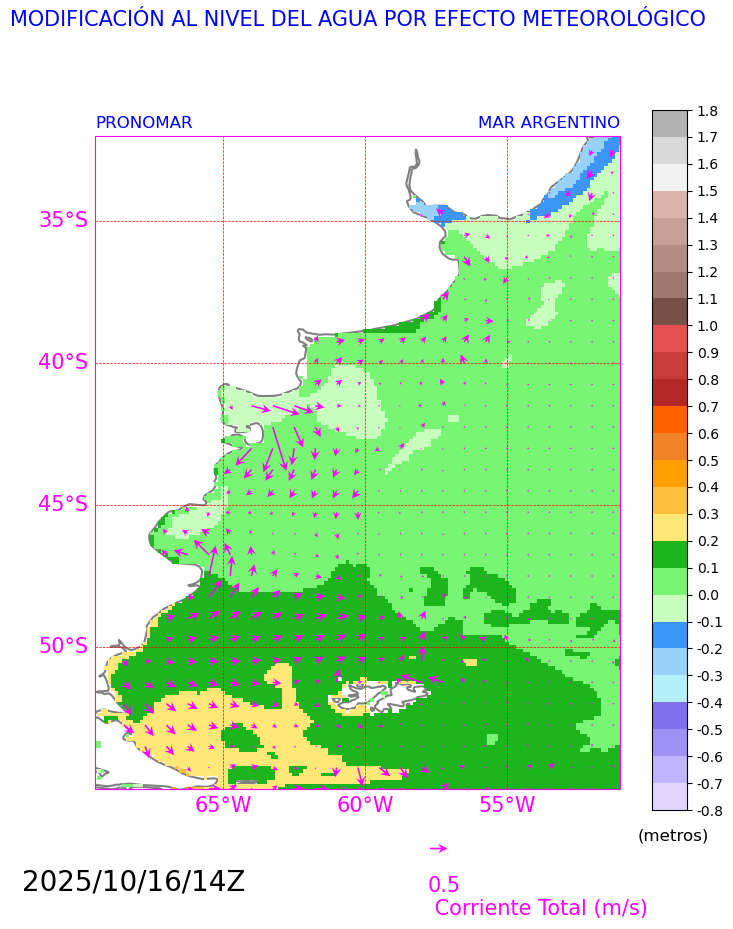 MODIFICACIÓN AL NIVEL DEL AGUA POR EFECTO METEOROLÓGICO
PRONOMAR
MAR ARGENTINO
35°S
40°S
45°S
50°S
65°W
60°W
55°W
1.8
1.7
1.6
1.5
1.4
1.3
1.2
1.1
1.0
0.9
0.8
0.7
0.6
0.5
0.4
0.3
0.2
0.1
0.0
-0.1
-0.2
-0.3
-0.4
-0.5
-0.6
-0.7
-0.8
(metros)
2025/10/16/14Z
0.5
Corriente Total (m/s)